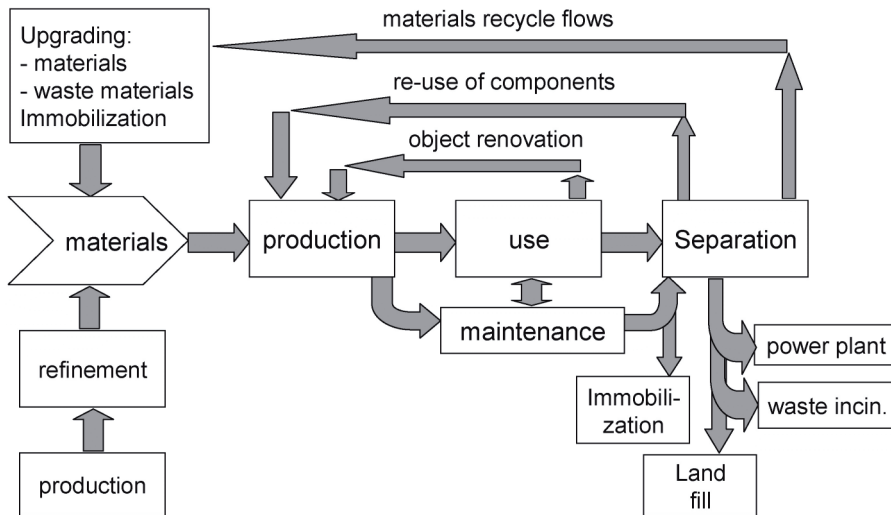 materials recycle flows
Upgrading:
- materials
- waste materials
Immobilization
re-use of components
object renovation
materials
production
use
Separation
maintenance
refinement
power plant
Immobili-
zation
waste incin.
production
Land
fill